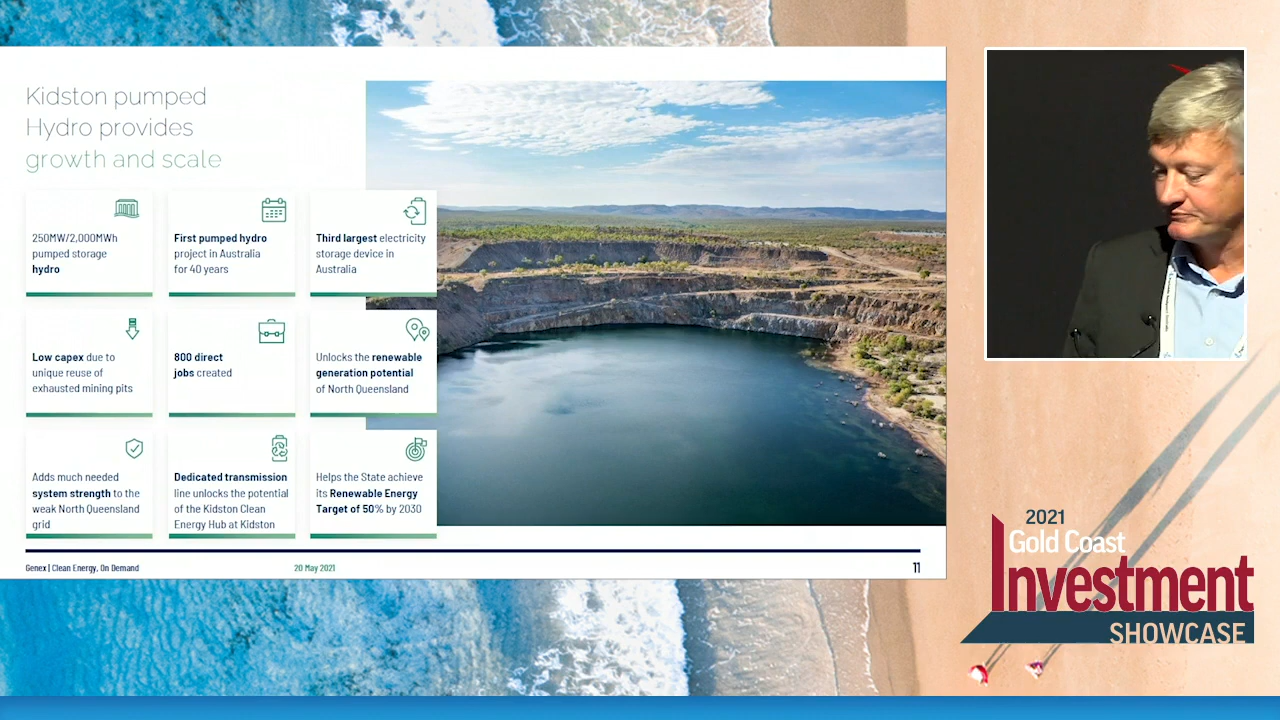 Kidston pumped
Hydro provides
growth and scale
250MW/2,000MWh
pumped storage
hydro
First pumped hydro
project in Australia
for 40 years
Third largest electricity
storage device in
Australia
Low capex due to
unique reuse of
exhausted mining pits
800 direct
jobs created
Unlocks the renewable
generation potential
of North Queensland
Adds much needed
system strength to the
weak North Queensland
grid
Dedicated transmission
line unlocks the potential
of the Kidston Clean
Energy Hub at Kidston
Helps the State achieve
its Renewable Energy
Target of 50% by 2030
Genex | Clean Energy, On Demand
20 May 2021
11
2021
Gold Coast
Investment
SHOWCASE